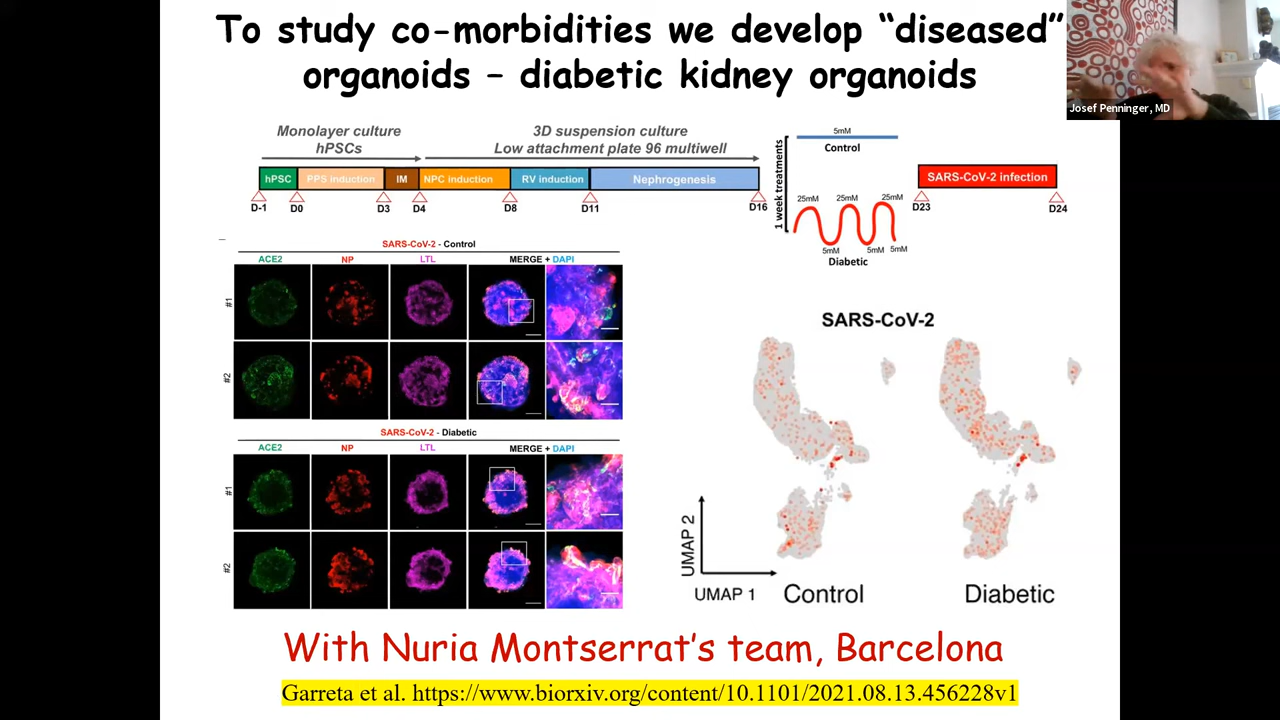 To study co-morbidities we develop “diseased”
organoids – diabetic kidney organoids
Josef Penninger, MD
Monolayer culture
hPSCs
3D suspension culture
Low attachment plate 96 multiwell
hPSC PPS induction IM NPC induction RV induction Nephrogenesis
D-1 D0 D3 D4 D8 D11 D16
1 week treatments
5mM
Control
25mM 25mM 25mM
5mM 5mM 5mM
Diabetic
SARS-CoV-2 infection
D23 D24
SARS-CoV-2 - Control
ACE2 NP LTL MERGE + DAPI
#1
#2
SARS-CoV-2 - Diabetic
ACE2 NP LTL MERGE + DAPI
#1
#2
SARS-CoV-2
UMAP 2
UMAP 1
Control Diabetic
With Nuria Montserrat’s team, Barcelona
Garreta et al. https://www.biorxiv.org/content/10.1101/2021.08.13.456228v1